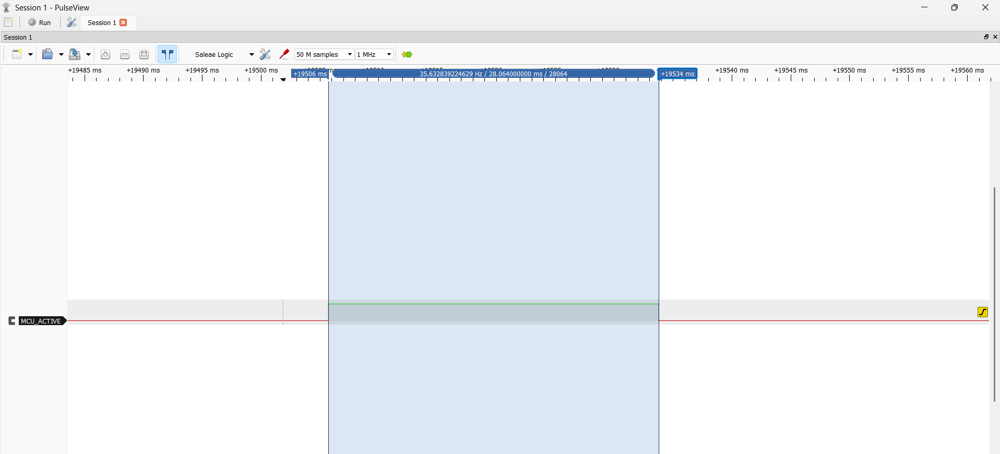 Session 1 - PulseView
Run
Session 1
Session 1
Saleae Logic
50 M samples
1 MHz
+19485 ms +19490 ms +19495 ms +19500 ms +19540 ms +19545 ms +19550 ms +19555 ms +19560 ms
+19506 ms 35.632839224629 Hz / 28.064000000 ms / 28064 +19534 ms
MCU_ACTIVE